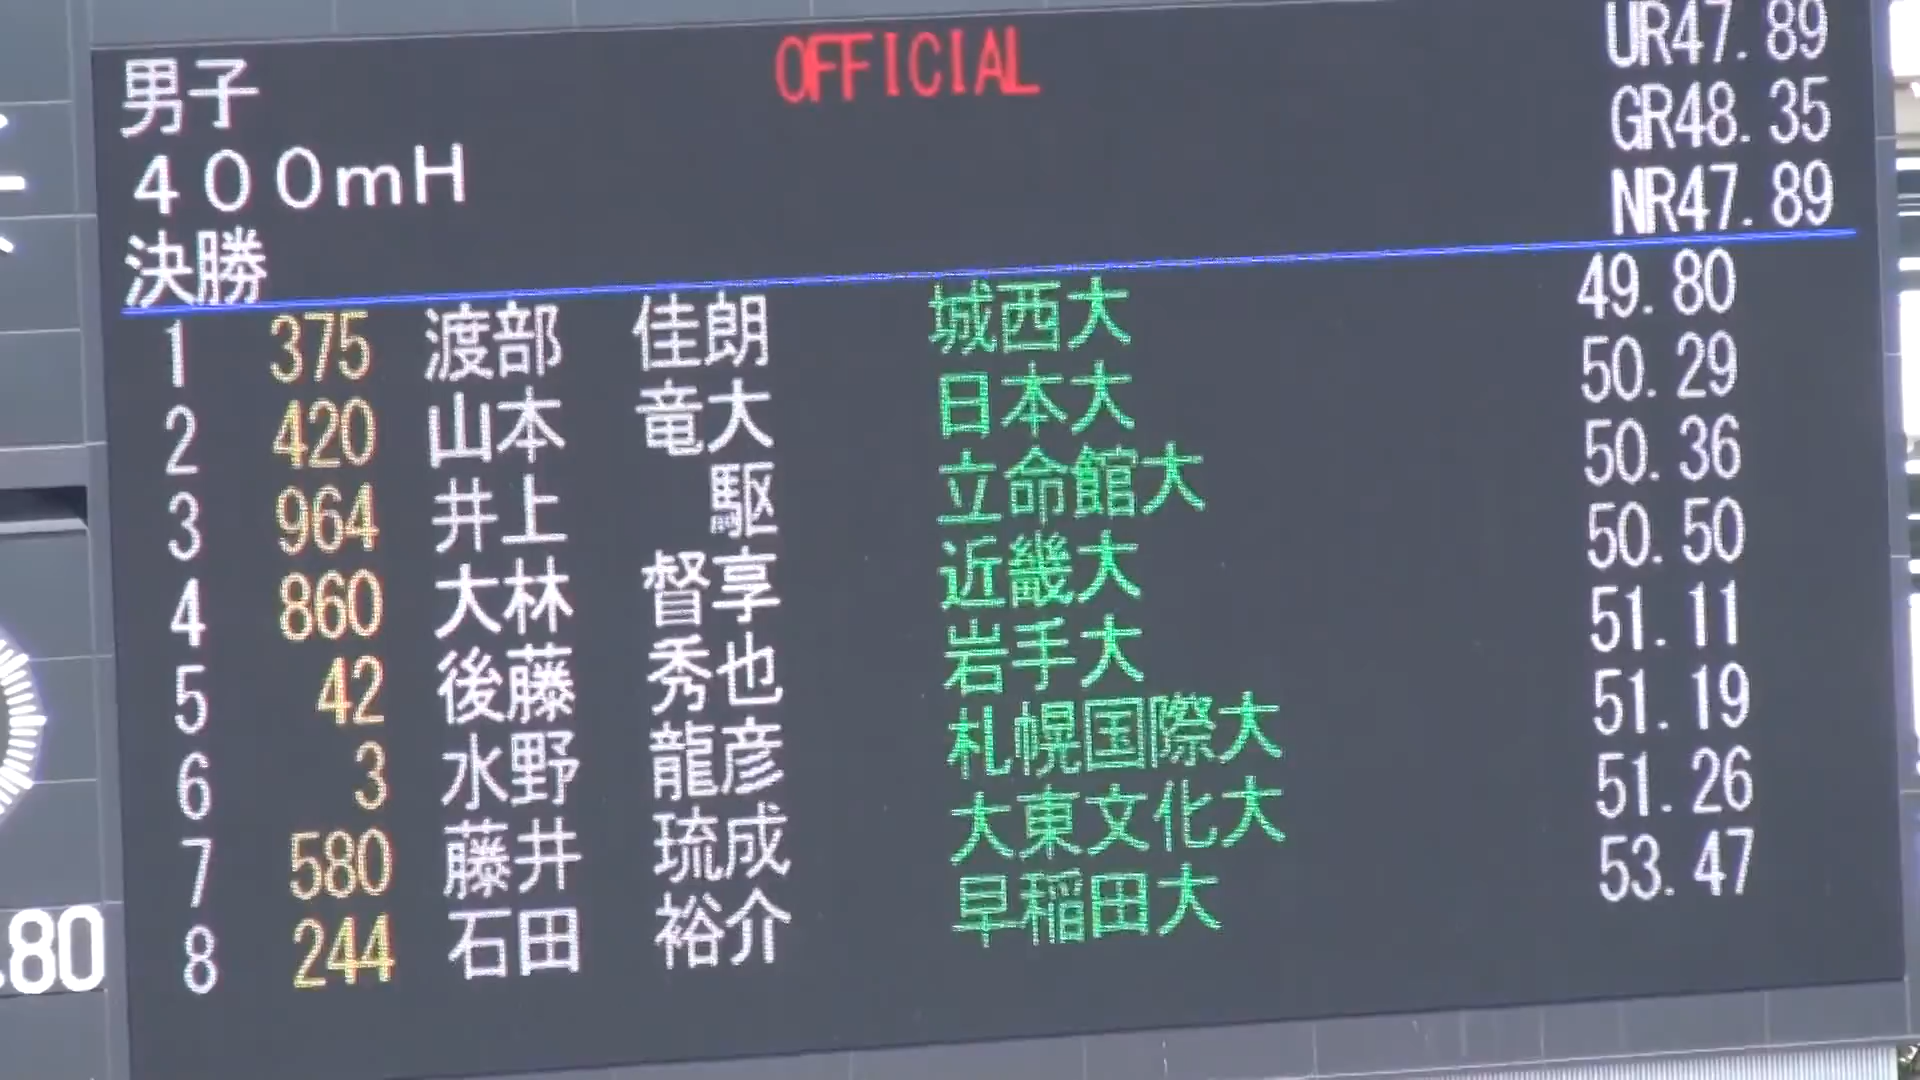 男子 OFFICIAL UR47.89
400mH GR48.35
決勝 NR47.89
1 375 渡部 佳朗 城西大 49.80
2 420 山本 竜大 日本大 50.29
3 964 井上 駆 立命館大 50.36
4 860 大林 督享 近畿大 50.50
5 42 後藤 秀也 岩手大 51.11
6 3 水野 龍彦 札幌国際大 51.19
7 580 藤井 琉成 大東文化大 51.26
8 244 石田 裕介 早稲田大 53.47
.80